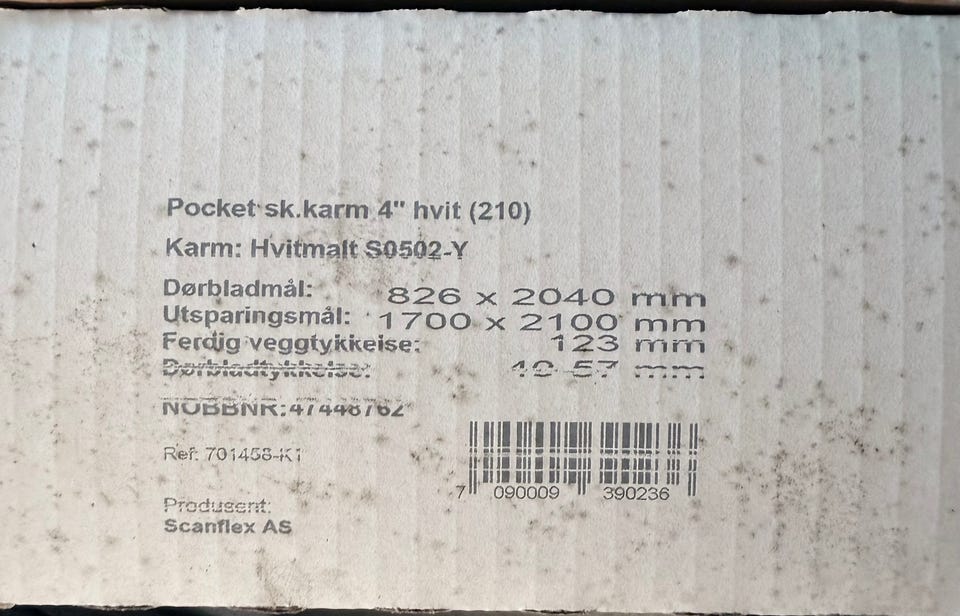 Pocket sk.karm 4" hvit (210)
Karm: Hvitmalt S0502-Y
Dørbladmål: 826 x 2040 mm
Utsparingsmål: 1700 x 2100 mm
Ferdig veggtykkelse: 123 mm
Dørbladtykkelse: 40-57 mm
NOBBNR:47448762
Ref: 701458-K1
7 090009 390236
Produsent:
Scanflex AS